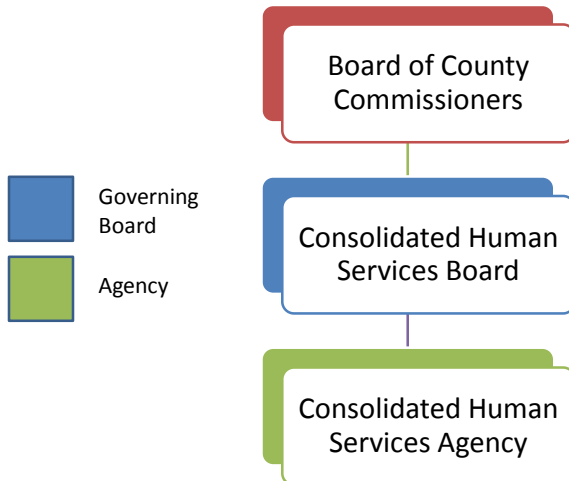 Board of County
Commissioners
Governing
Board
Consolidated Human
Services Board
Agency
Consolidated Human
Services Agency